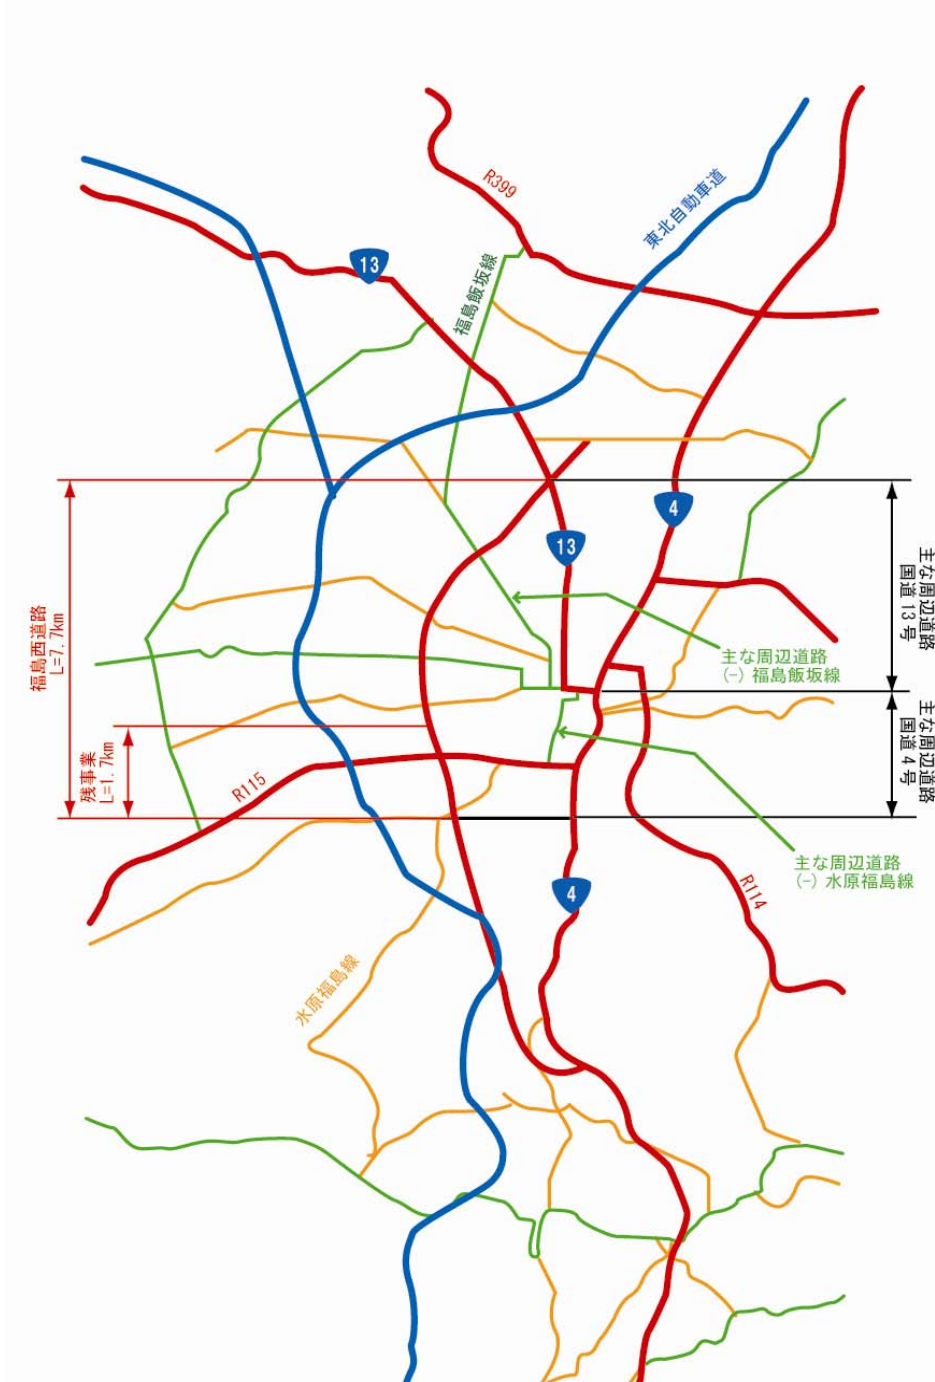 R399
東北自動車道
13
福島飯坂線
4
13
主な周辺道路
国道13号
福島西道路
L=7.7km
主な周辺道路
(-) 福島飯坂線
主な周辺道路
国道4号
残事業
L=1.7km
R115
主な周辺道路
(-) 水原福島線
R114
4
水原福島線